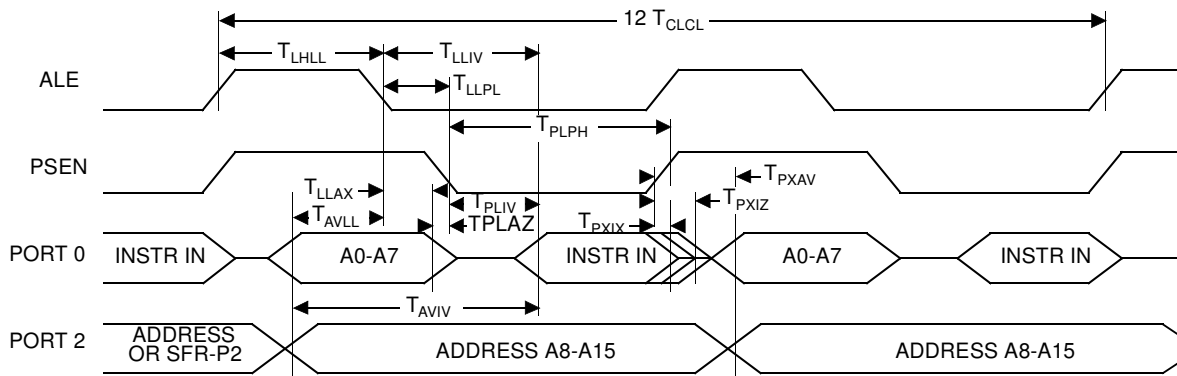 12 TCLCL
TLHLL TLLIV
ALE
TLLPL
TPLPH
PSEN
TLLAX TPXAV
TPLIV TPXIZ
TAVLL TPLAZ TPXIX
PORT 0 INSTR IN A0-A7 INSTR IN A0-A7 INSTR IN
TAVIV
PORT 2 ADDRESS
OR SFR-P2 ADDRESS A8-A15 ADDRESS A8-A15